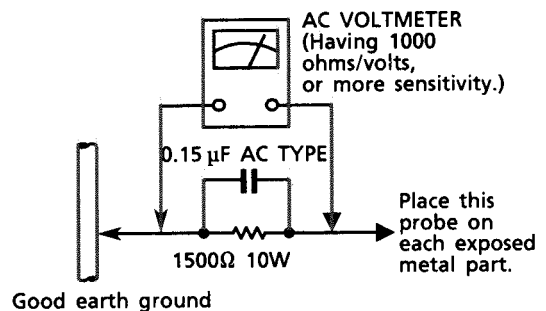 AC VOLTMETER
(Having 1000
ohms/volts,
or more sensitivity.)
0.15 μF AC TYPE
Place this
probe on
each exposed
metal part.
1500Ω 10W
Good earth ground